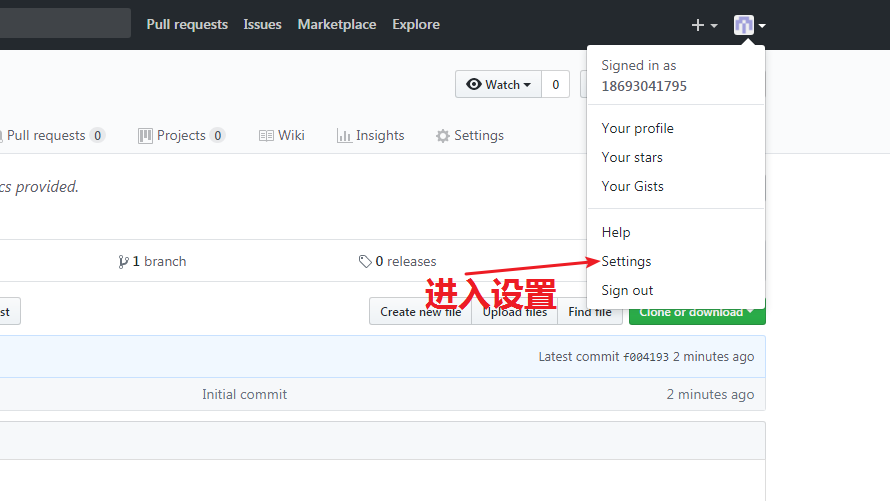 Pull requests Issues Marketplace Explore
Signed in as
18693041795
Watch 0
Your profile
Pull requests 0 Projects 0 Wiki Insights Settings
Your stars
cs provided.
Your Gists
Help
1 branch 0 releases
Settings
进入设置
Sign out
st Create new file Upload files Find file Clone or download
Latest commit f004193 2 minutes ago
Initial commit 2 minutes ago